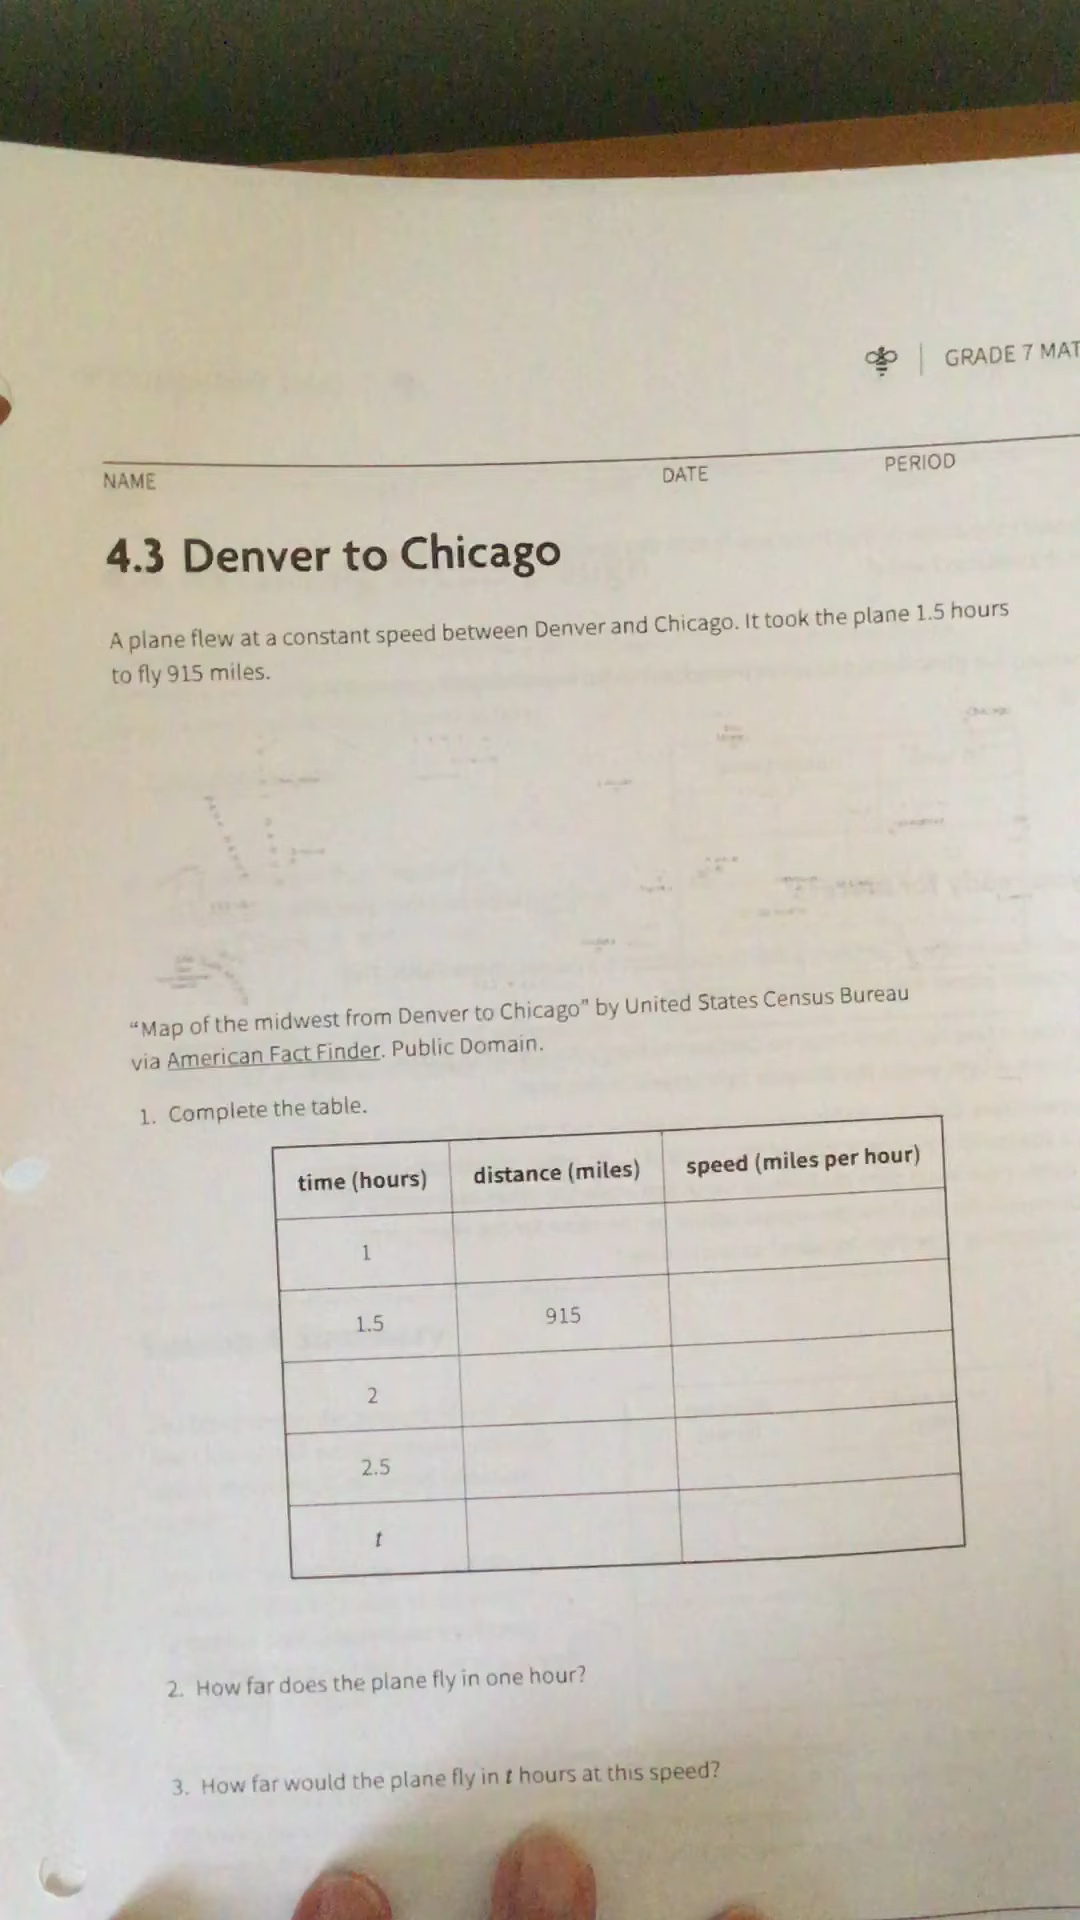 GRADE 7 MAT
NAME DATE PERIOD
4.3 Denver to Chicago
A plane flew at a constant speed between Denver and Chicago. It took the plane 1.5 hours
to fly 915 miles.
“Map of the midwest from Denver to Chicago” by United States Census Bureau
via American Fact Finder. Public Domain.
1. Complete the table.
time (hours) distance (miles) speed (miles per hour)
1
1.5 915
2
2.5
t
2. How far does the plane fly in one hour?
3. How far would the plane fly in t hours at this speed?